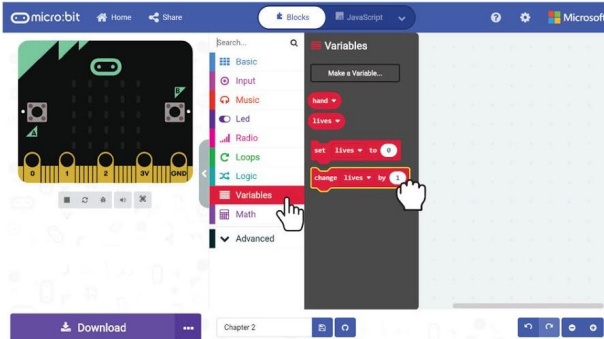 micro:bit Home Share Blocks JavaScript Microsoft
Search...
Basic
Input
Music
Led
Radio
Loops
Logic
Variables
Math
Advanced
Variables
Make a Variable...
hand
lives
set lives to 0
change lives by 1
A
B
0 1 2 3V GND
Download
Chapter 2